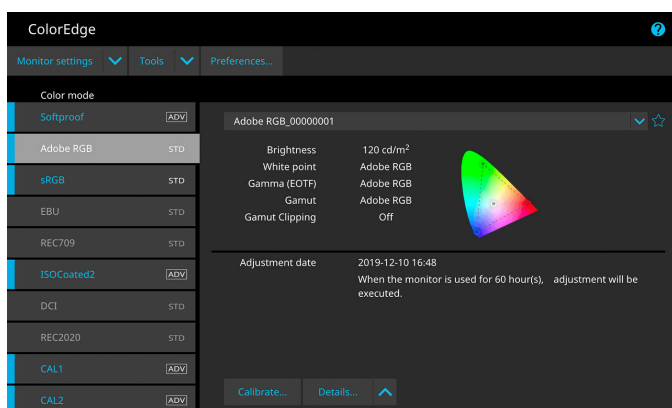 ColorEdge
?
Monitor settings Tools Preferences...
Color mode
Softproof ADV
Adobe RGB STD
sRGB STD
EBU STD
REC709 STD
ISOCoated2 ADV
DCI STD
REC2020 STD
CAL1 ADV
CAL2 ADV
Adobe RGB_00000001
Brightness 120 cd/m²
White point Adobe RGB
Gamma (EOTF) Adobe RGB
Gamut Adobe RGB
Gamut Clipping Off
Adjustment date 2019-12-10 16:48
When the monitor is used for 60 hour(s), adjustment will be
executed.
Calibrate... Details...